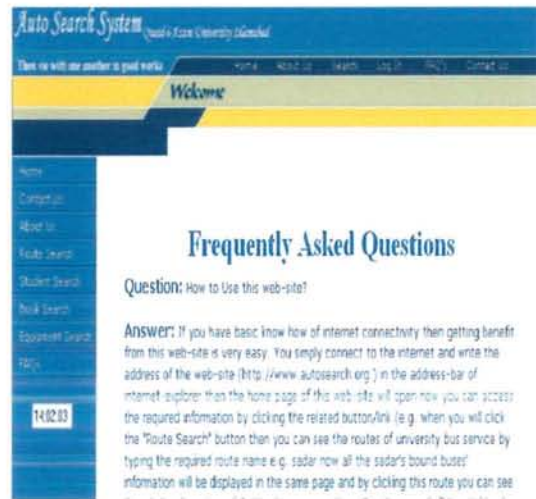 Auto Search System Quaid-i-Azam University Islamabad
Then vie with one another in good works
Home About Us Search Log In FAQ's Contact Us
Welcome
Home
Contact Us
About Us
Route Search
Student Search
Book Search
Equipment Search
FAQ's
14:02:03
Frequently Asked Questions
Question: How to Use this web-site?
Answer: If you have basic know how of internet connectivity then getting benefit
from this web-site is very easy. You simply connect to the internet and write the
address of the web-site (http://www.autosearch.org ) in the address-bar of
internet-explorer then the home page of this web-site will open now you can access
the required information by clicking the related button/link (e.g. when you will click
the "Route Search" button then you can see the routes of university bus service by
typing the required route name e.g. sadar now all the sadar's bound buses'
information will be displayed in the same page and by clicking this route you can see